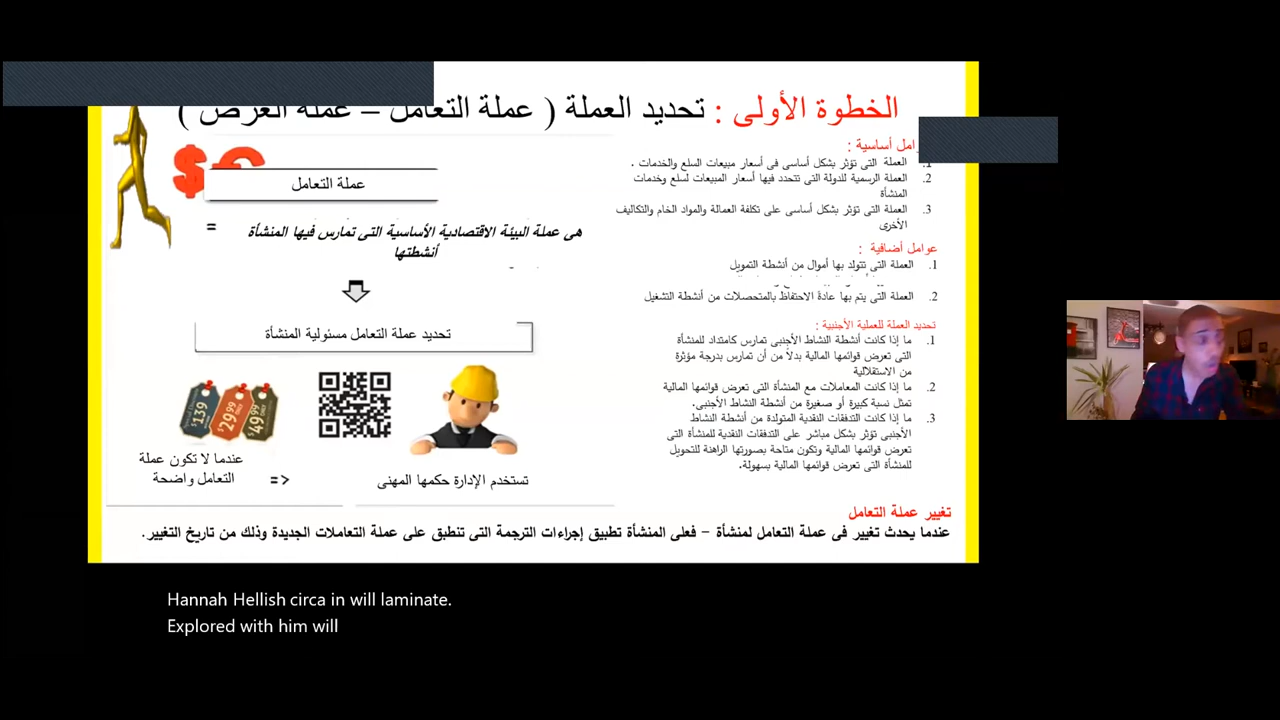 الخطوة الأولى : تحديد العملة ( عملة التعامل – عملة العرض )
عوامل أساسية :
1. العملة التى تؤثر بشكل أساسى فى أسعار مبيعات السلع والخدمات .
2. العملة الرسمية للدولة التى تتحدد فيها أسعار المبيعات لسلع وخدمات
المنشأة
3. العملة التى تؤثر بشكل أساسى على تكلفة العمالة والمواد الخام والتكاليف
الأخرى
عوامل أضافية :
1. العملة التى تتولد بها أموال من أنشطة التمويل
2. العملة التى يتم بها عادةً الاحتفاظ بالمتحصلات من أنشطة التشغيل
تحديد العملة للعملية الأجنبية :
1. ما إذا كانت أنشطة النشاط الأجنبى تمارس كامتداد للمنشأة
التى تعرض قوائمها المالية بدلاً من أن تمارس بدرجة مؤثرة
من الاستقلالية
2. ما إذا كانت المعاملات مع المنشأة التى تعرض قوائمها المالية
تمثل نسبة كبيرة أو صغيرة من أنشطة النشاط الأجنبى.
3. ما إذا كانت التدفقات النقدية المتولدة من أنشطة النشاط
الأجنبى تؤثر بشكل مباشر على التدفقات النقدية للمنشأة التى
تعرض قوائمها المالية وتكون متاحة بصورتها الراهنة للتحويل
للمنشأة التى تعرض قوائمها المالية بسهولة.
عملة التعامل
= هى عملة البيئة الاقتصادية الأساسية التى تمارس فيها المنشأة
أنشطتها
تحديد عملة التعامل مسئولية المنشأة
$139
$29.99
$49.99
عندما لا تكون عملة
التعامل واضحة
=>
تستخدم الإدارة حكمها المهنى
تغيير عملة التعامل
عندما يحدث تغيير فى عملة التعامل لمنشأة – فعلى المنشأة تطبيق إجراءات الترجمة التى تنطبق على عملة التعاملات الجديدة وذلك من تاريخ التغيير.
Hannah Hellish circa in will laminate.
Explored with him will